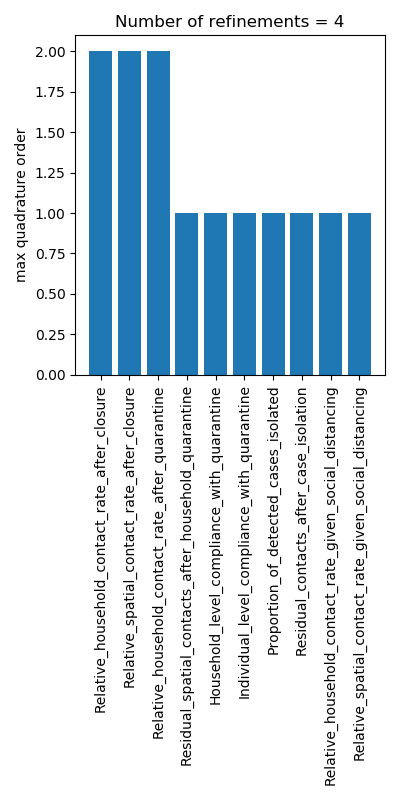 Number of refinements = 4
max quadrature order
2.00
1.75
1.50
1.25
1.00
0.75
0.50
0.25
0.00
Relative_household_contact_rate_after_closure
Relative_spatial_contact_rate_after_closure
Relative_household_contact_rate_after_quarantine
Residual_spatial_contacts_after_household_quarantine
Household_level_compliance_with_quarantine
Individual_level_compliance_with_quarantine
Proportion_of_detected_cases_isolated
Residual_contacts_after_case_isolation
Relative_household_contact_rate_given_social_distancing
Relative_spatial_contact_rate_given_social_distancing